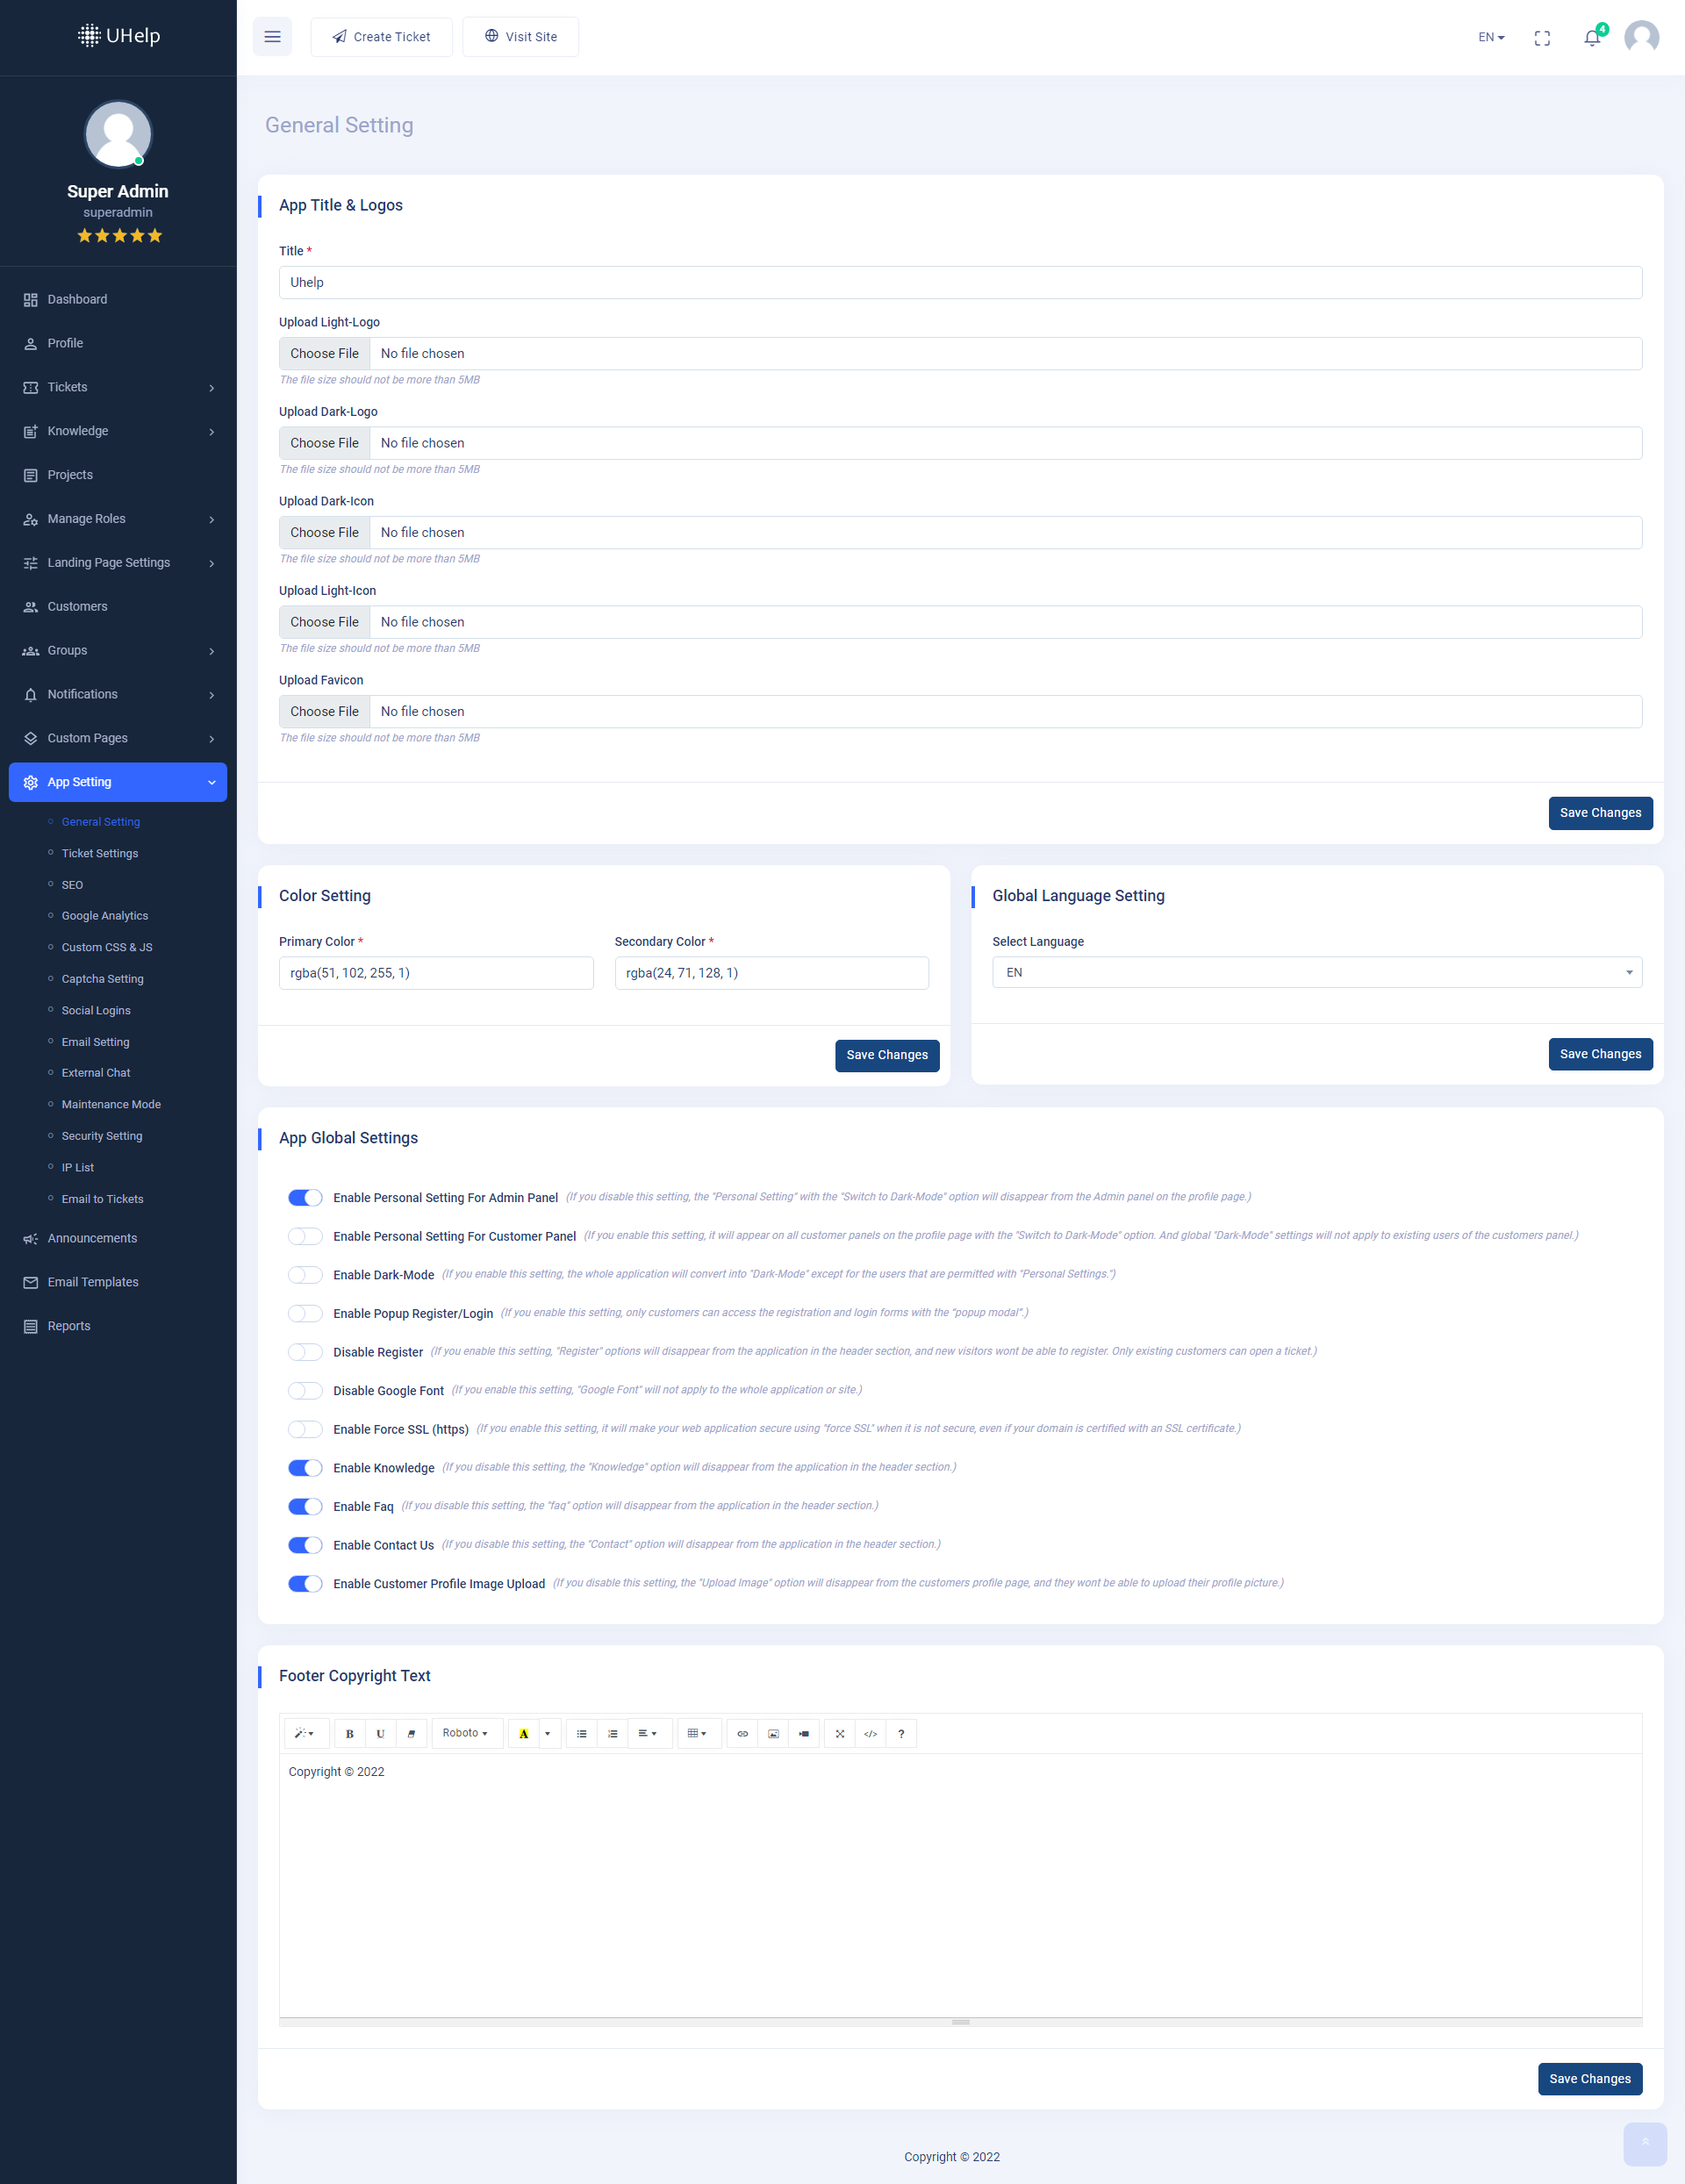 UHelp
Super Admin
superadmin
Dashboard
Profile
Tickets
Knowledge
Projects
Manage Roles
Landing Page Settings
Customers
Groups
Notifications
Custom Pages
App Setting
General Setting
Ticket Settings
SEO
Google Analytics
Custom CSS & JS
Captcha Setting
Social Logins
Email Setting
External Chat
Maintenance Mode
Security Setting
IP List
Email to Tickets
Announcements
Email Templates
Reports
Create Ticket
Visit Site
EN
4
General Setting
App Title & Logos
Title *
Uhelp
Upload Light-Logo
Choose File No file chosen
The file size should not be more than 5MB
Upload Dark-Logo
Choose File No file chosen
The file size should not be more than 5MB
Upload Dark-Icon
Choose File No file chosen
The file size should not be more than 5MB
Upload Light-Icon
Choose File No file chosen
The file size should not be more than 5MB
Upload Favicon
Choose File No file chosen
The file size should not be more than 5MB
Save Changes
Color Setting
Primary Color *
rgba(51, 102, 255, 1)
Secondary Color *
rgba(24, 71, 128, 1)
Save Changes
Global Language Setting
Select Language
EN
Save Changes
App Global Settings
Enable Personal Setting For Admin Panel (If you disable this setting, the "Personal Setting" with the "Switch to Dark-Mode" option will disappear from the Admin panel on the profile page.)
Enable Personal Setting For Customer Panel (If you enable this setting, it will appear on all customer panels on the profile page with the "Switch to Dark-Mode" option. And global "Dark-Mode" settings will not apply to existing users of the customers panel.)
Enable Dark-Mode (If you enable this setting, the whole application will convert into "Dark-Mode" except for the users that are permitted with "Personal Settings.")
Enable Popup Register/Login (If you enable this setting, only customers can access the registration and login forms with the "popup modal".)
Disable Register (If you enable this setting, "Register" options will disappear from the application in the header section, and new visitors wont be able to register. Only existing customers can open a ticket.)
Disable Google Font (If you enable this setting, "Google Font" will not apply to the whole application or site.)
Enable Force SSL (https) (If you enable this setting, it will make your web application secure using "force SSL" when it is not secure, even if your domain is certified with an SSL certificate.)
Enable Knowledge (If you disable this setting, the "Knowledge" option will disappear from the application in the header section.)
Enable Faq (If you disable this setting, the "faq" option will disappear from the application in the header section.)
Enable Contact Us (If you disable this setting, the "Contact" option will disappear from the application in the header section.)
Enable Customer Profile Image Upload (If you disable this setting, the "Upload Image" option will disappear from the customers profile page, and they wont be able to upload their profile picture.)
Footer Copyright Text
B U Roboto A </> ?
Copyright © 2022
Save Changes
Copyright © 2022